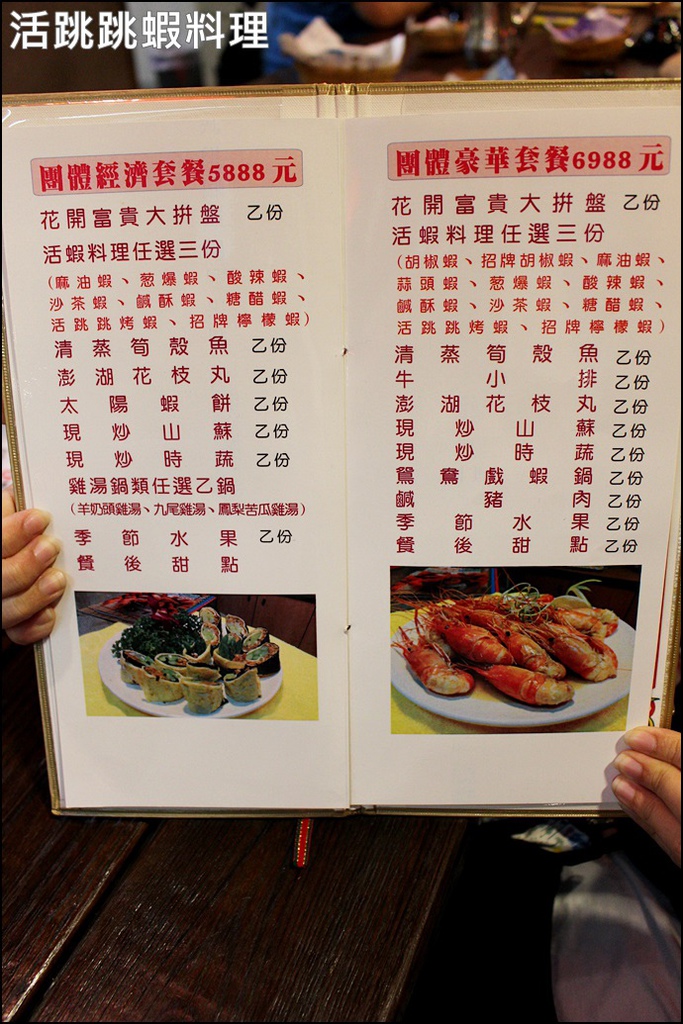 活跳跳蝦料理
團體經濟套餐5888元
花開富貴大拼盤 乙份
活蝦料理任選三份
(麻油蝦、葱爆蝦、酸辣蝦、
沙茶蝦、鹹酥蝦、糖醋蝦、
活跳跳烤蝦、招牌檸檬蝦)
清蒸筍殼魚 乙份
澎湖花枝丸 乙份
太陽蝦餅 乙份
現炒山蘇 乙份
現炒時蔬 乙份
雞湯鍋類任選乙鍋
(羊奶頭雞湯、九尾雞湯、鳳梨苦瓜雞湯)
季節水果 乙份
餐後甜點
團體豪華套餐6988元
花開富貴大拼盤 乙份
活蝦料理任選三份
(胡椒蝦、招牌胡椒蝦、麻油蝦、
蒜頭蝦、葱爆蝦、酸辣蝦、
鹹酥蝦、沙茶蝦、糖醋蝦、
活跳跳烤蝦、招牌檸檬蝦)
清蒸筍殼魚 乙份
牛小排 乙份
澎湖花枝丸 乙份
現炒山蘇 乙份
現炒時蔬 乙份
鴛鴦戲蝦鍋 乙份
鹹豬肉 乙份
季節水果 乙份
餐後甜點 乙份